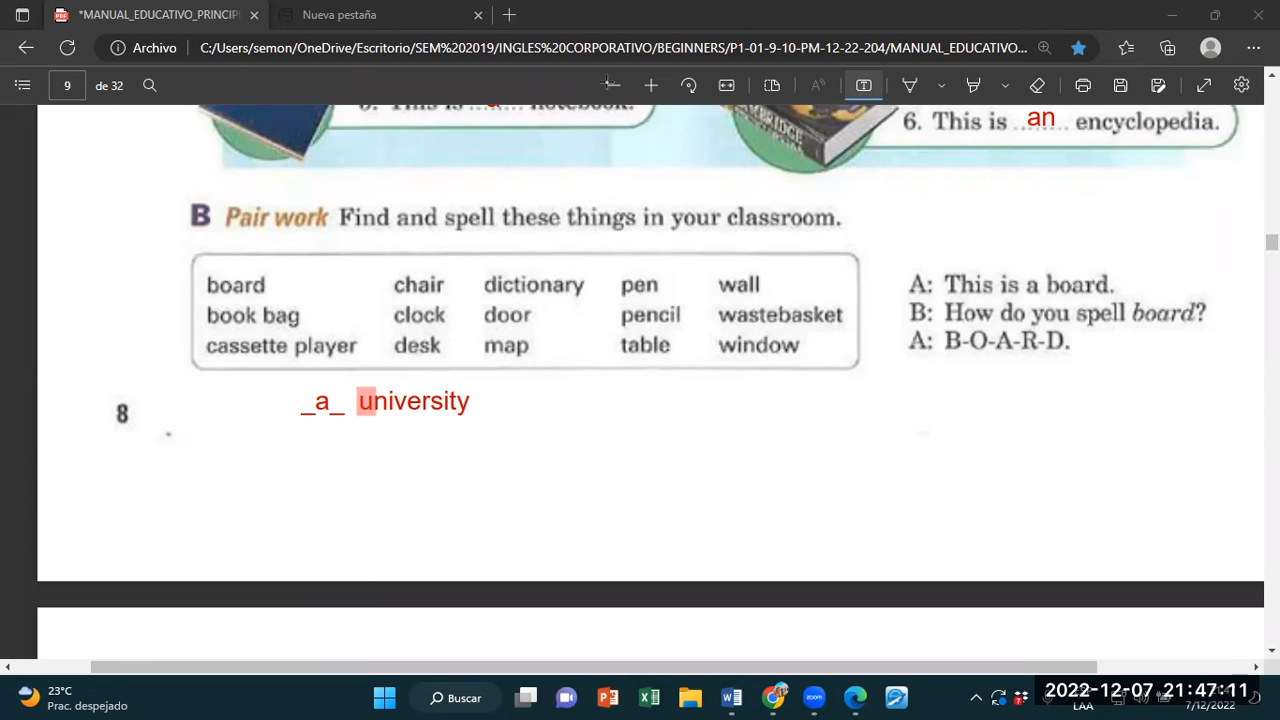 *MANUAL_EDUCATIVO_PRINCIPI
Nueva pestaña
Archivo
C:/Users/semon/OneDrive/Escritorio/SEM%202019/INGLES%20CORPORATIVO/BEGINNERS/P1-01-9-10-PM-12-22-204/MANUAL_EDUCATIVO...
9 de 32
This is ...a... notebook.
6. This is ...an... encyclopedia.
B Pair work Find and spell these things in your classroom.
board chair dictionary pen wall
book bag clock door pencil wastebasket
cassette player desk map table window
A: This is a board.
B: How do you spell board?
A: B-O-A-R-D.
_a_ university
8
23°C
Prac. despejado
Buscar
LAA
2022-12-07 21:47:11
7/12/2022